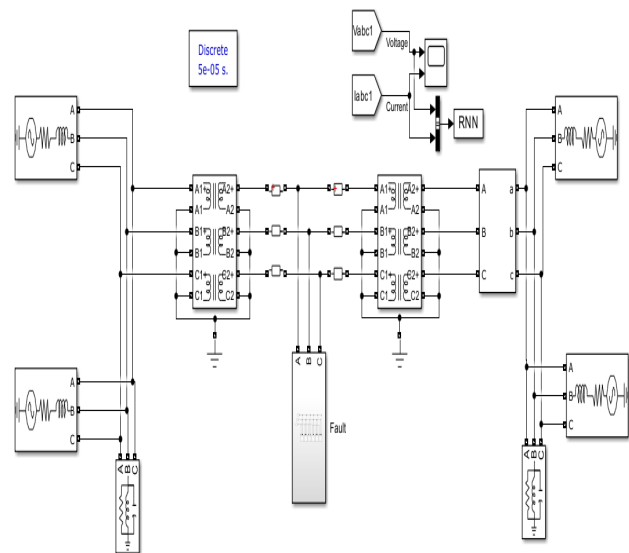 Discrete
5e-05 s.
Vabc1
Voltage
Iabc1
Current
RNN
A
B
C
A
B
C
A1+ A2+
A1 A2
B1+ B2+
B1 B2
C1+ C2+
C1 C2
A1+ A2+
A1 A2
B1+ B2+
B1 B2
C1+ C2+
C1 C2
A a
B b
C c
A
B
C
A B C
Fault
A
B
C
A B C
A B C